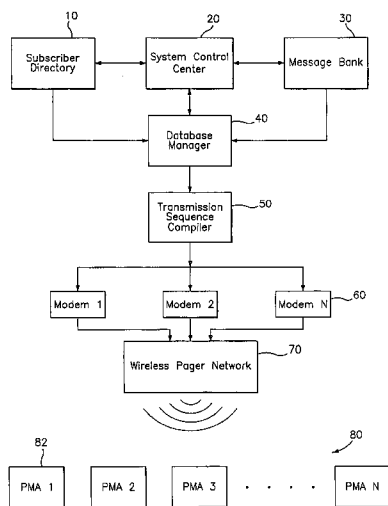 10
20
30
Subscriber
Directory
System Control
Center
Message Bank
40
Database
Manager
50
Transmission
Sequence
Compiler
Modem 1
Modem 2
Modem N
60
Wireless Pager Network
70
80
82
PMA 1
PMA 2
PMA 3
. . . . .
PMA N